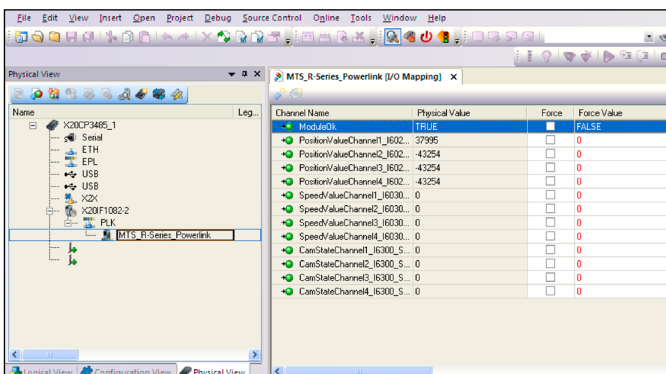 File Edit View Insert Open Project Debug Source Control Online Tools Window Help
Physical View
MTS_R-Series_Powerlink [I/O Mapping]
Name Leg...
X20CP3485_1
Serial
ETH
EPL
USB
USB
X2X
X20IF1082-2
PLK
MTS_R-Series_Powerlink
Channel Name Physical Value Force Force Value
ModuleOk TRUE FALSE
PositionValueChannel1_I602... 37995 0
PositionValueChannel2_I602... -43254 0
PositionValueChannel3_I602... -43254 0
PositionValueChannel4_I602... -43254 0
SpeedValueChannel1_I6030... 0 0
SpeedValueChannel2_I6030... 0 0
SpeedValueChannel3_I6030... 0 0
SpeedValueChannel4_I6030... 0 0
CamStateChannel1_I6300_S... 0 0
CamStateChannel2_I6300_S... 0 0
CamStateChannel3_I6300_S... 0 0
CamStateChannel4_I6300_S... 0 0
Logical View Configuration View Physical View